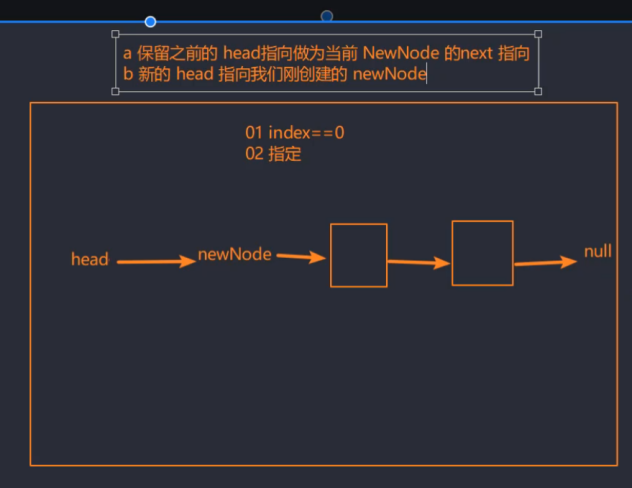 a 保留之前的 head指向做为当前 NewNode 的next 指向
b 新的 head 指向我们刚创建的 newNode
01 index==0
02 指定
head
newNode
null